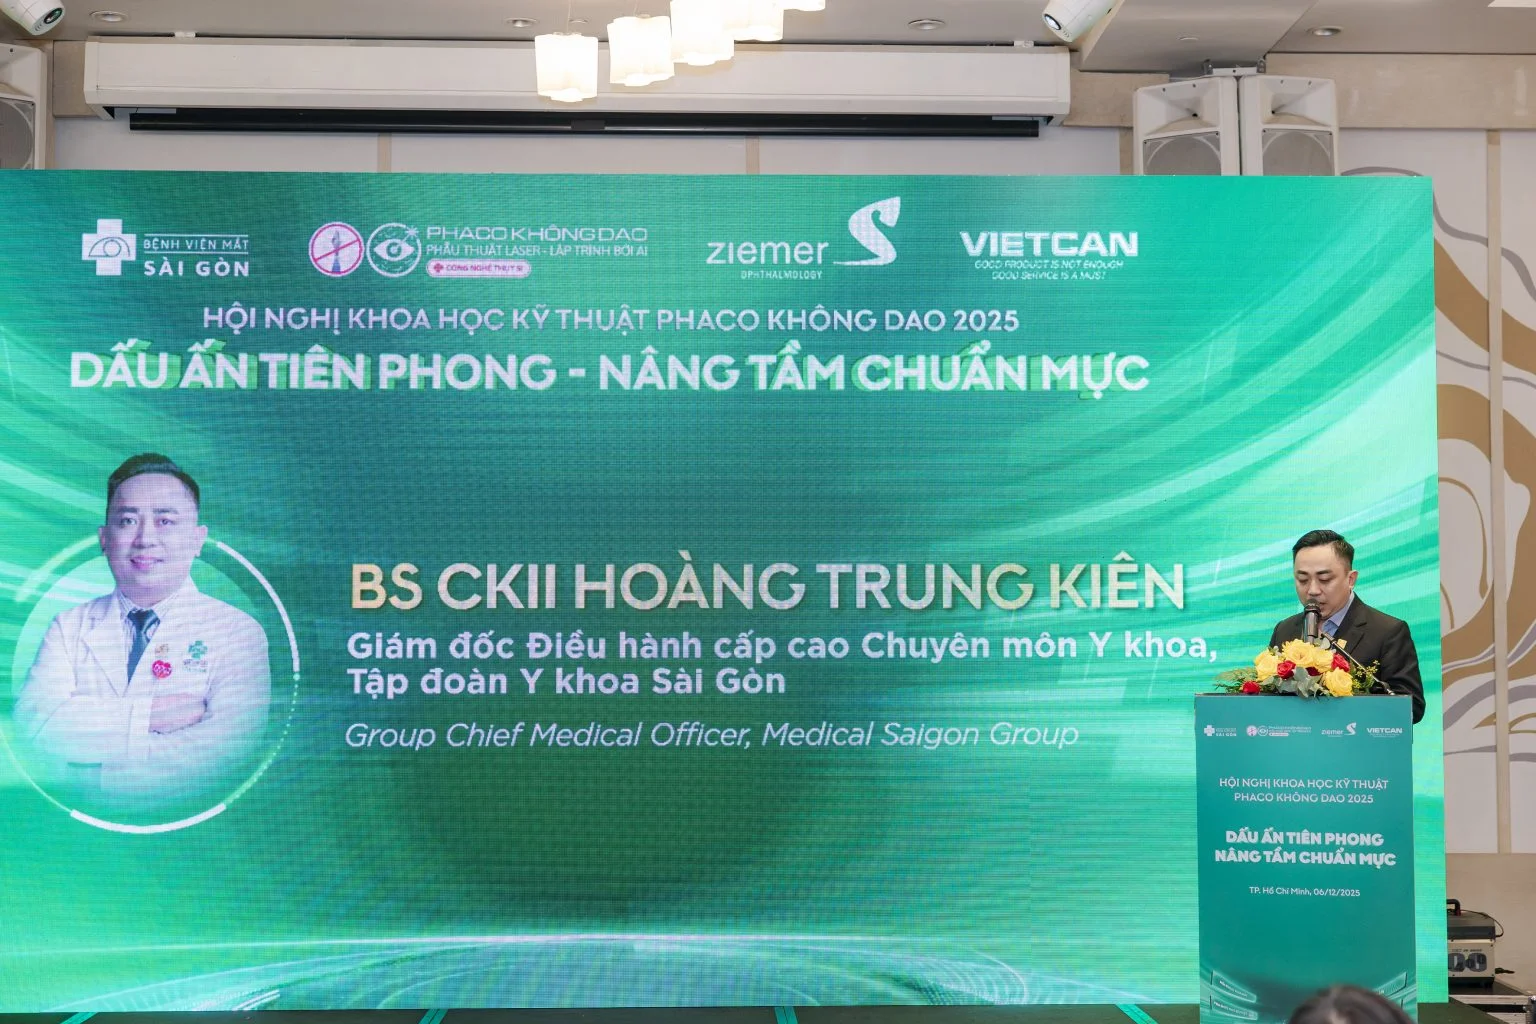 BỆNH VIỆN MẮT
SÀI GÒN
PHACO KHÔNG DAO
PHẪU THUẬT LASER - LẬP TRÌNH BỞI AI
CÔNG NGHỆ THỤY SĨ
ziemer
OPHTHALMOLOGY
VIETCAN
GOOD PRODUCT IS NOT ENOUGH
GOOD SERVICE IS A MUST
HỘI NGHỊ KHOA HỌC KỸ THUẬT PHACO KHÔNG DAO 2025
DẤU ẤN TIÊN PHONG - NÂNG TẦM CHUẨN MỰC
BS CKII HOÀNG TRUNG KIÊN
Giám đốc Điều hành cấp cao Chuyên môn Y khoa,
Tập đoàn Y khoa Sài Gòn
Group Chief Medical Officer, Medical Saigon Group
SÀI GÒN
ziemer
VIETCAN
HỘI NGHỊ KHOA HỌC KỸ THUẬT
PHACO KHÔNG DAO 2025
DẤU ẤN TIÊN PHONG
NÂNG TẦM CHUẨN MỰC
TP. Hồ Chí Minh, 06/12/2025